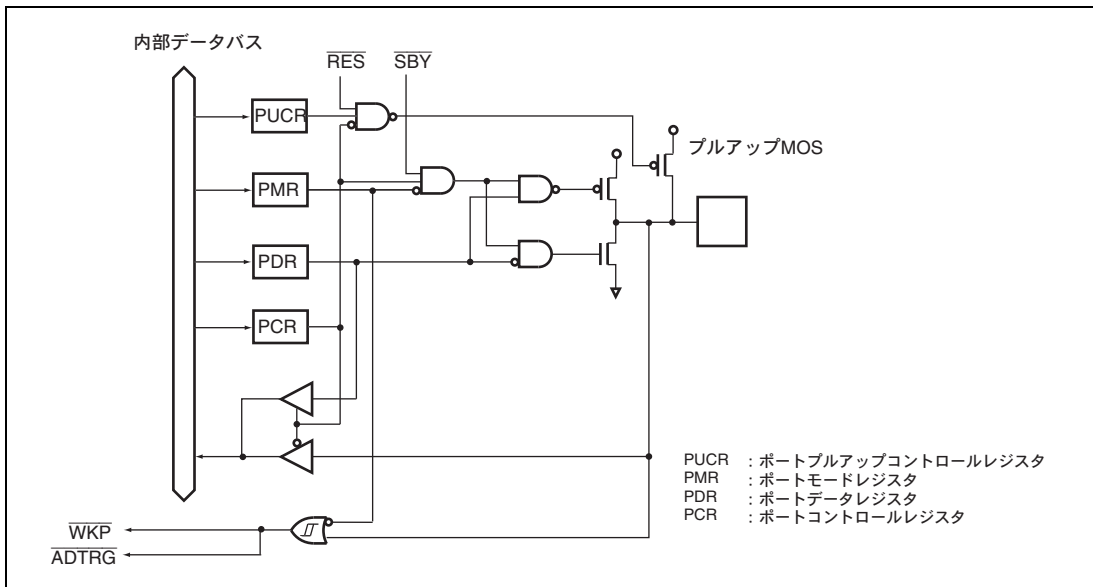 内部データバス
RES
SBY
PUCR
プルアップMOS
PMR
PDR
PCR
PUCR :ポートプルアップコントロールレジスタ
PMR :ポートモードレジスタ
PDR :ポートデータレジスタ
PCR :ポートコントロールレジスタ
WKP
ADTRG